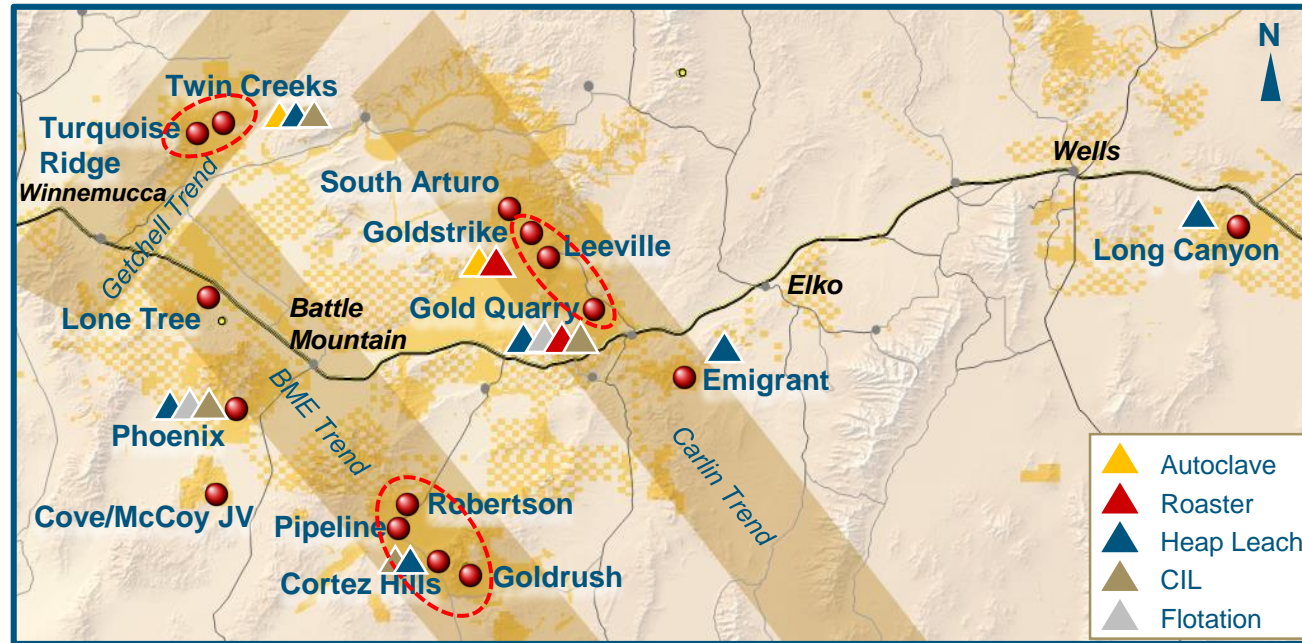 N
Twin Creeks
Turquoise
Ridge
Winnemucca
Getchell Trend
South Arturo
Goldstrike
Leeville
Gold Quarry
Wells
Long Canyon
Elko
Lone Tree
Battle
Mountain
Emigrant
BME Trend
Phoenix
Carlin Trend
Cove/McCoy JV
Robertson
Pipeline
Cortez Hills
Goldrush
Autoclave
Roaster
Heap Leach
CIL
Flotation